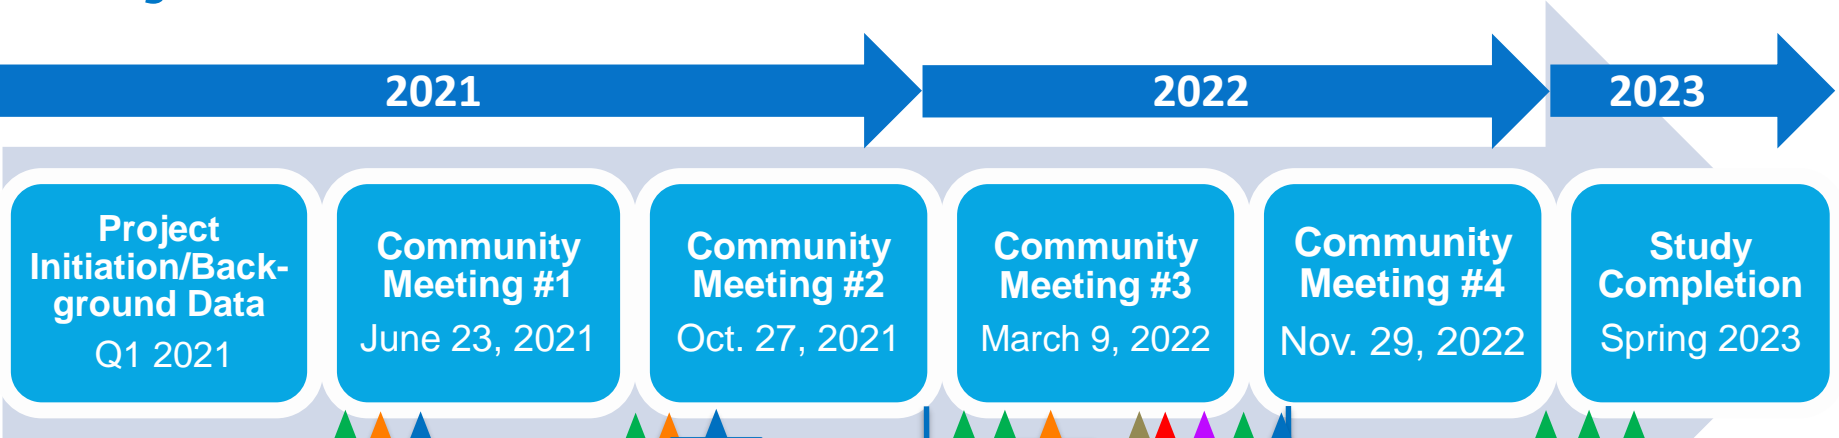 2021
2022
2023
Project
Initiation/Back-
ground Data
Q1 2021
Community
Meeting #1
June 23, 2021
Community
Meeting #2
Oct. 27, 2021
Community
Meeting #3
March 9, 2022
Community
Meeting #4
Nov. 29, 2022
Study
Completion
Spring 2023